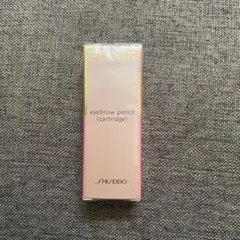 eyebrow pencil
(cartridge)
SHISEIDO